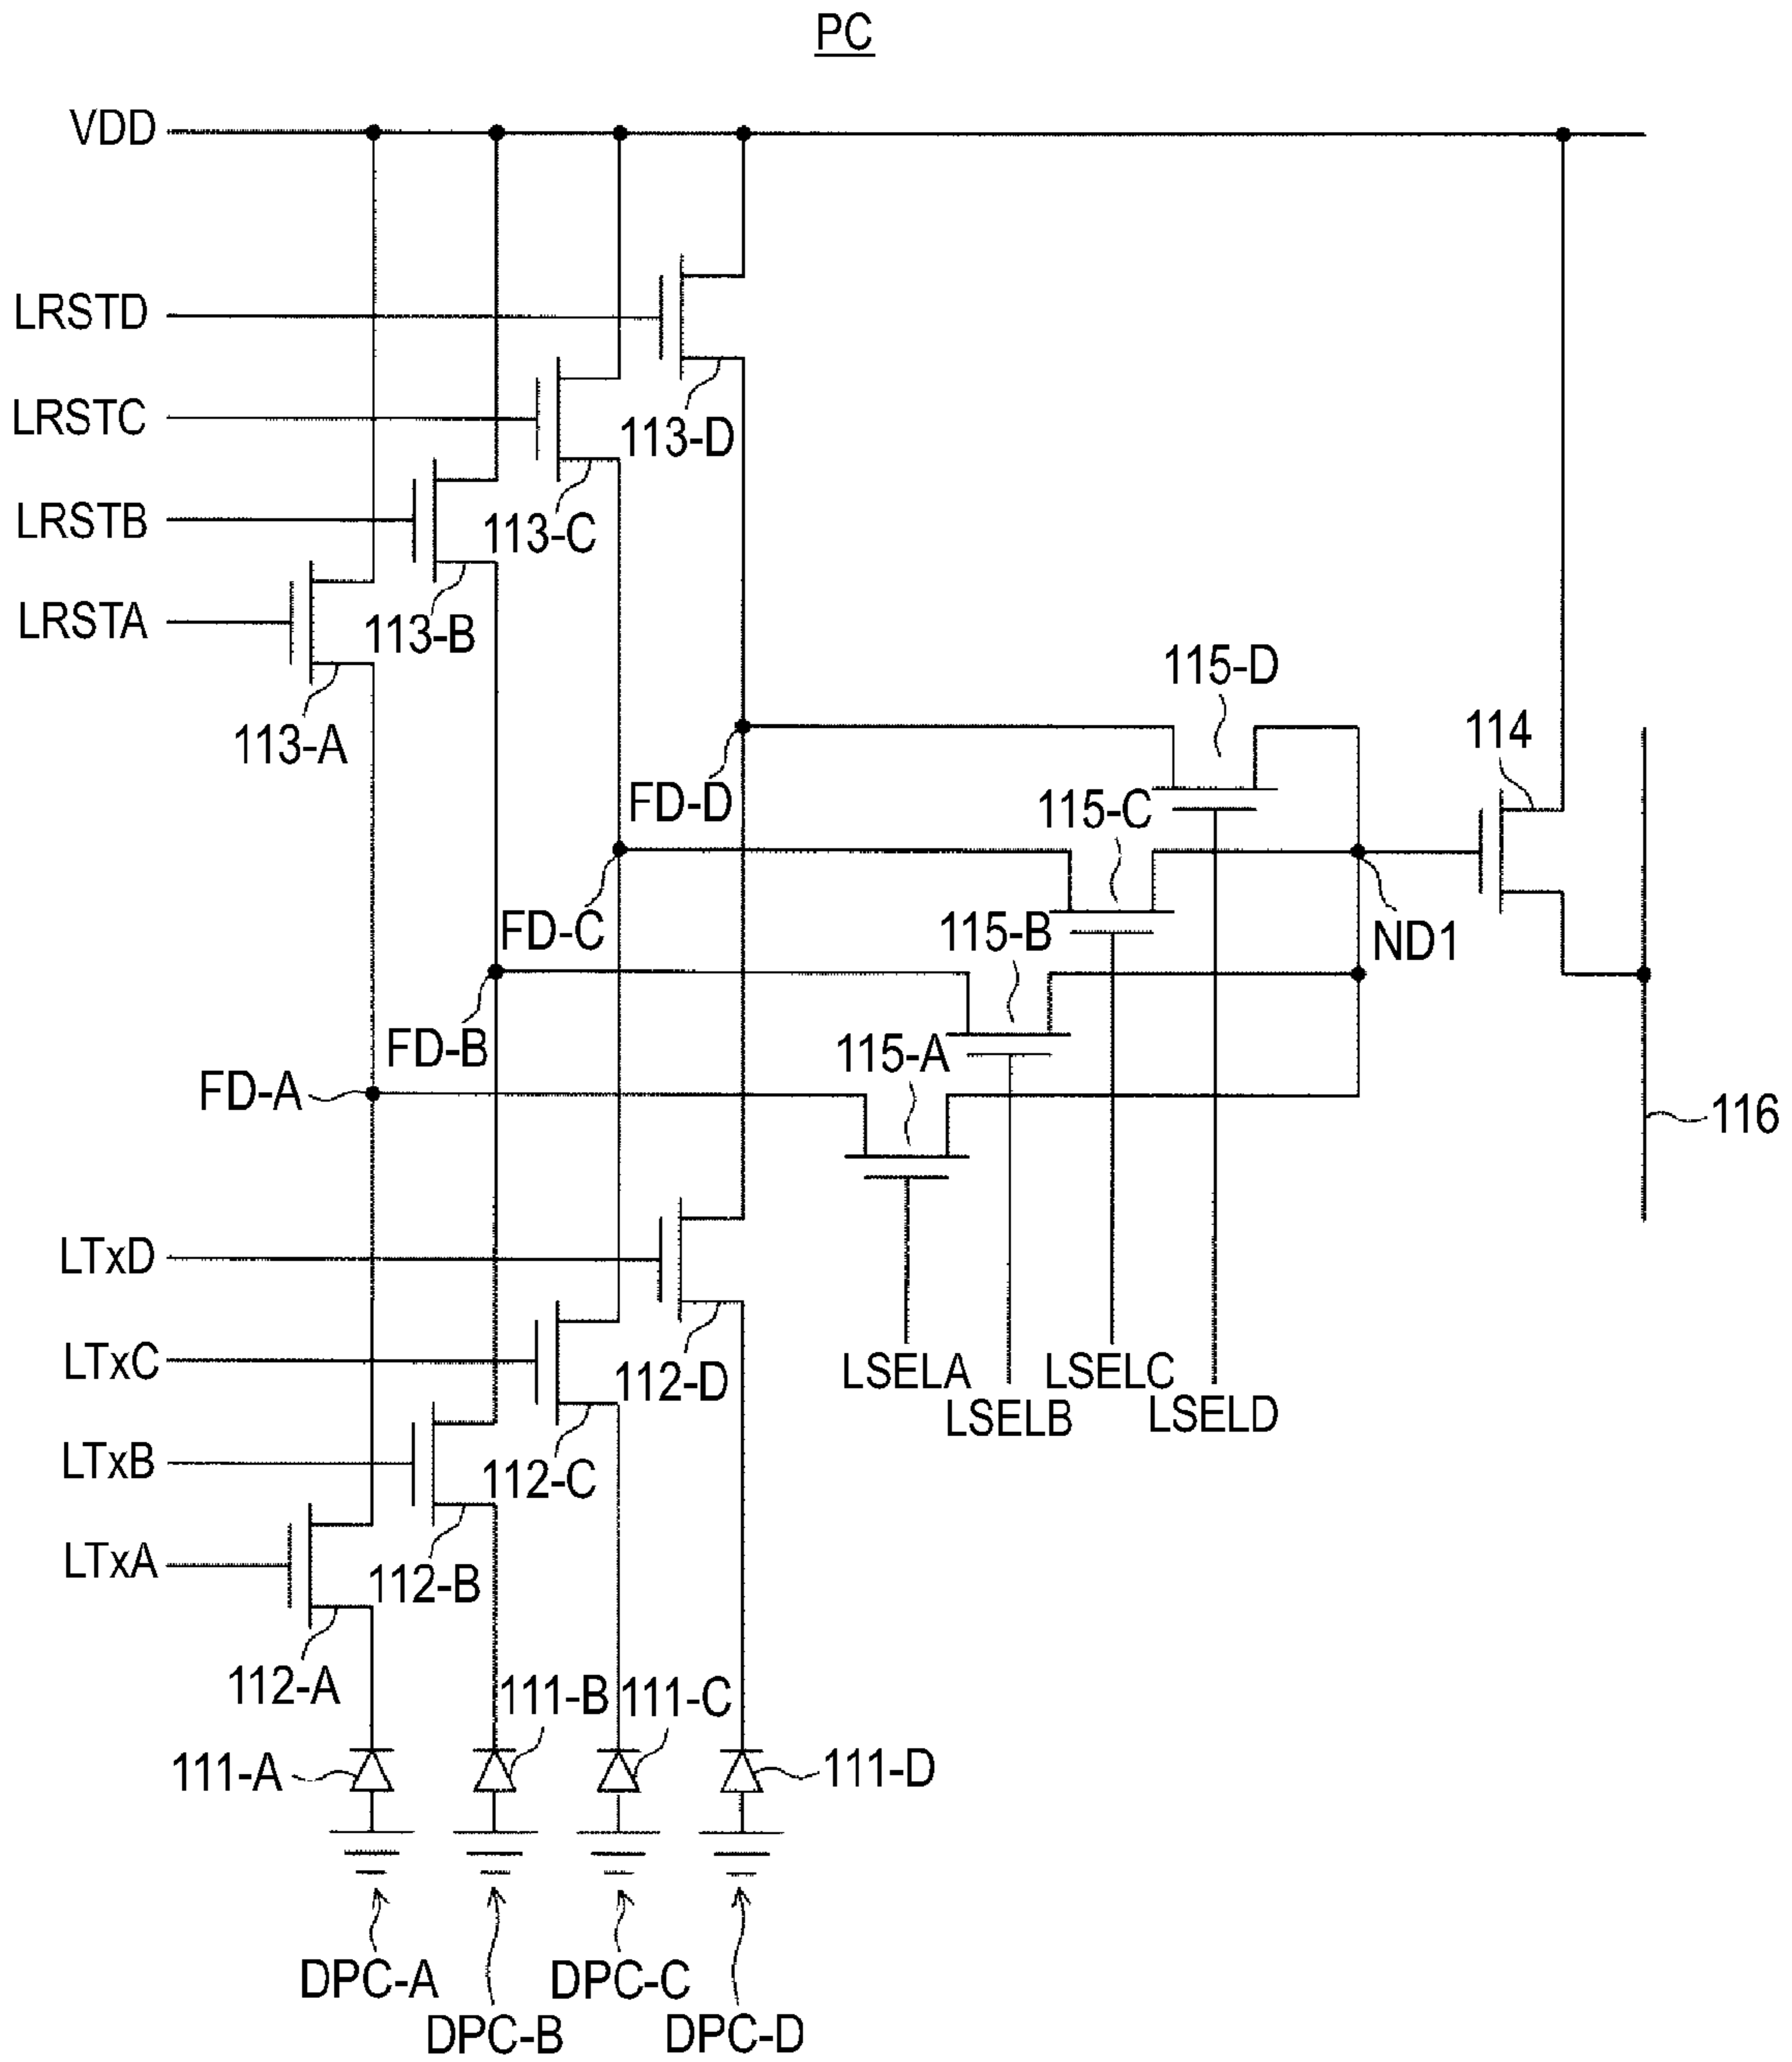 PC
VDD
LRSTD
LRSTC
113-D
LRSTB
113-C
LRSTA
113-B
115-D
113-A
114
FD-D
115-C
FD-C
115-B
ND1
FD-B
115-A
FD-A
116
LTxD
LTxC
112-D
LSELA
LSELC
LSELB
LSELD
LTxB
112-C
LTxA
112-B
112-A
111-B
111-C
111-A
111-D
DPC-A
DPC-C
DPC-B
DPC-D